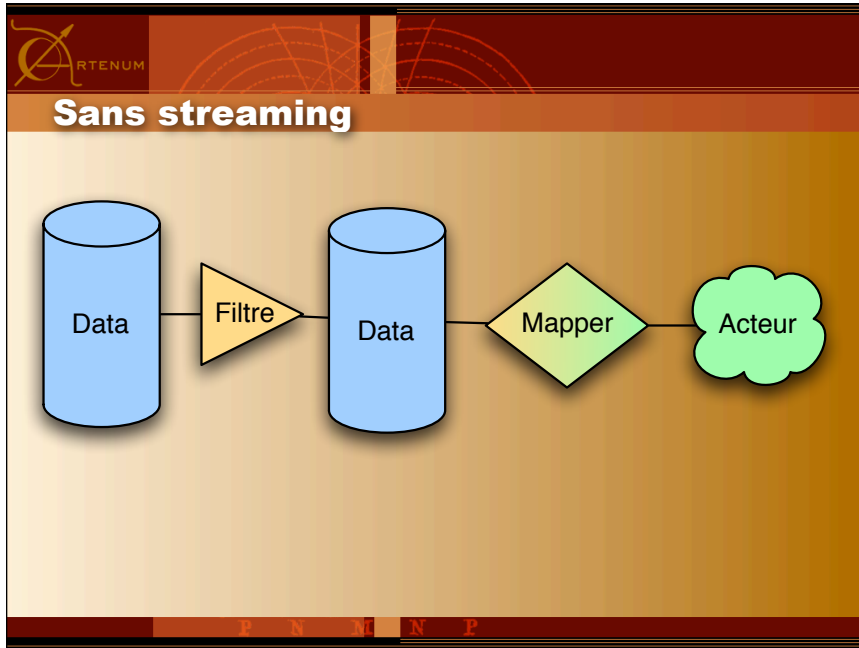 ARTENUM
Sans streaming
Data
Filtre
Data
Mapper
Acteur
P N M N P